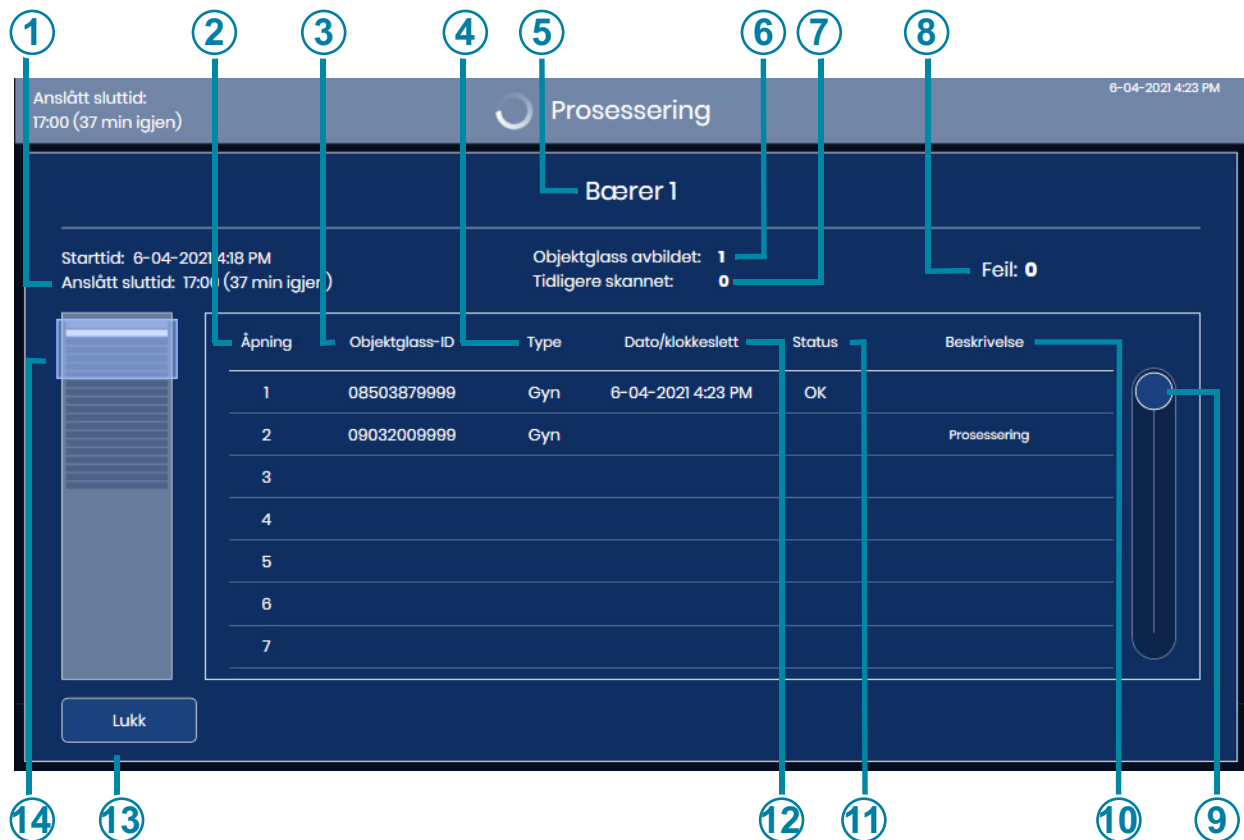 1 2 3 4 5 6 7 8
Anslått sluttid:
17:00 (37 min igjen)
Prosessering
6-04-2021 4:23 PM
Bærer 1
Starttid: 6-04-2021 4:18 PM
Anslått sluttid: 17:00 (37 min igjen)
Objektglass avbildet: 1
Tidligere skannet: 0
Feil: 0
Åpning Objektglass-ID Type Dato/klokkeslett Status Beskrivelse
1 08503879999 Gyn 6-04-2021 4:23 PM OK
2 09032009999 Gyn Prosessering
3
4
5
6
7
Lukk
14 13 12 11 10 9